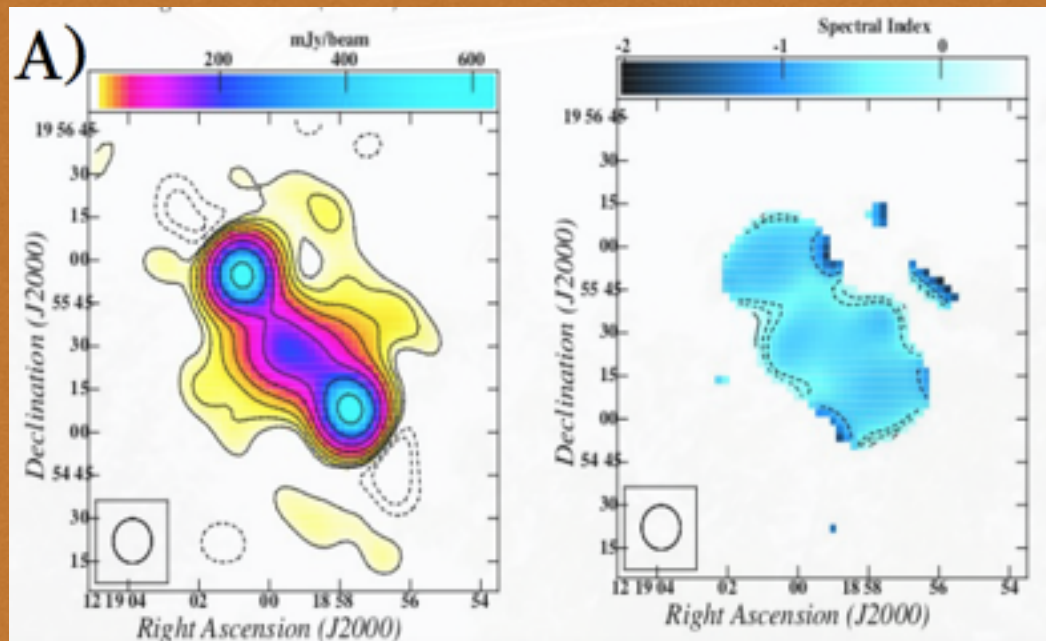 A)
mJy/beam
200 400 600
19 56 45
30
15
00
55 45
30
15
00
54 45
30
15
12 19 04 02 00 18 58 56 54
Declination (J2000)
Right Ascension (J2000)
Spectral Index
-2 -1 0
19 56 45
30
15
00
55 45
30
15
00
54 45
30
15
12 19 04 02 00 18 58 56 54
Declination (J2000)
Right Ascension (J2000)